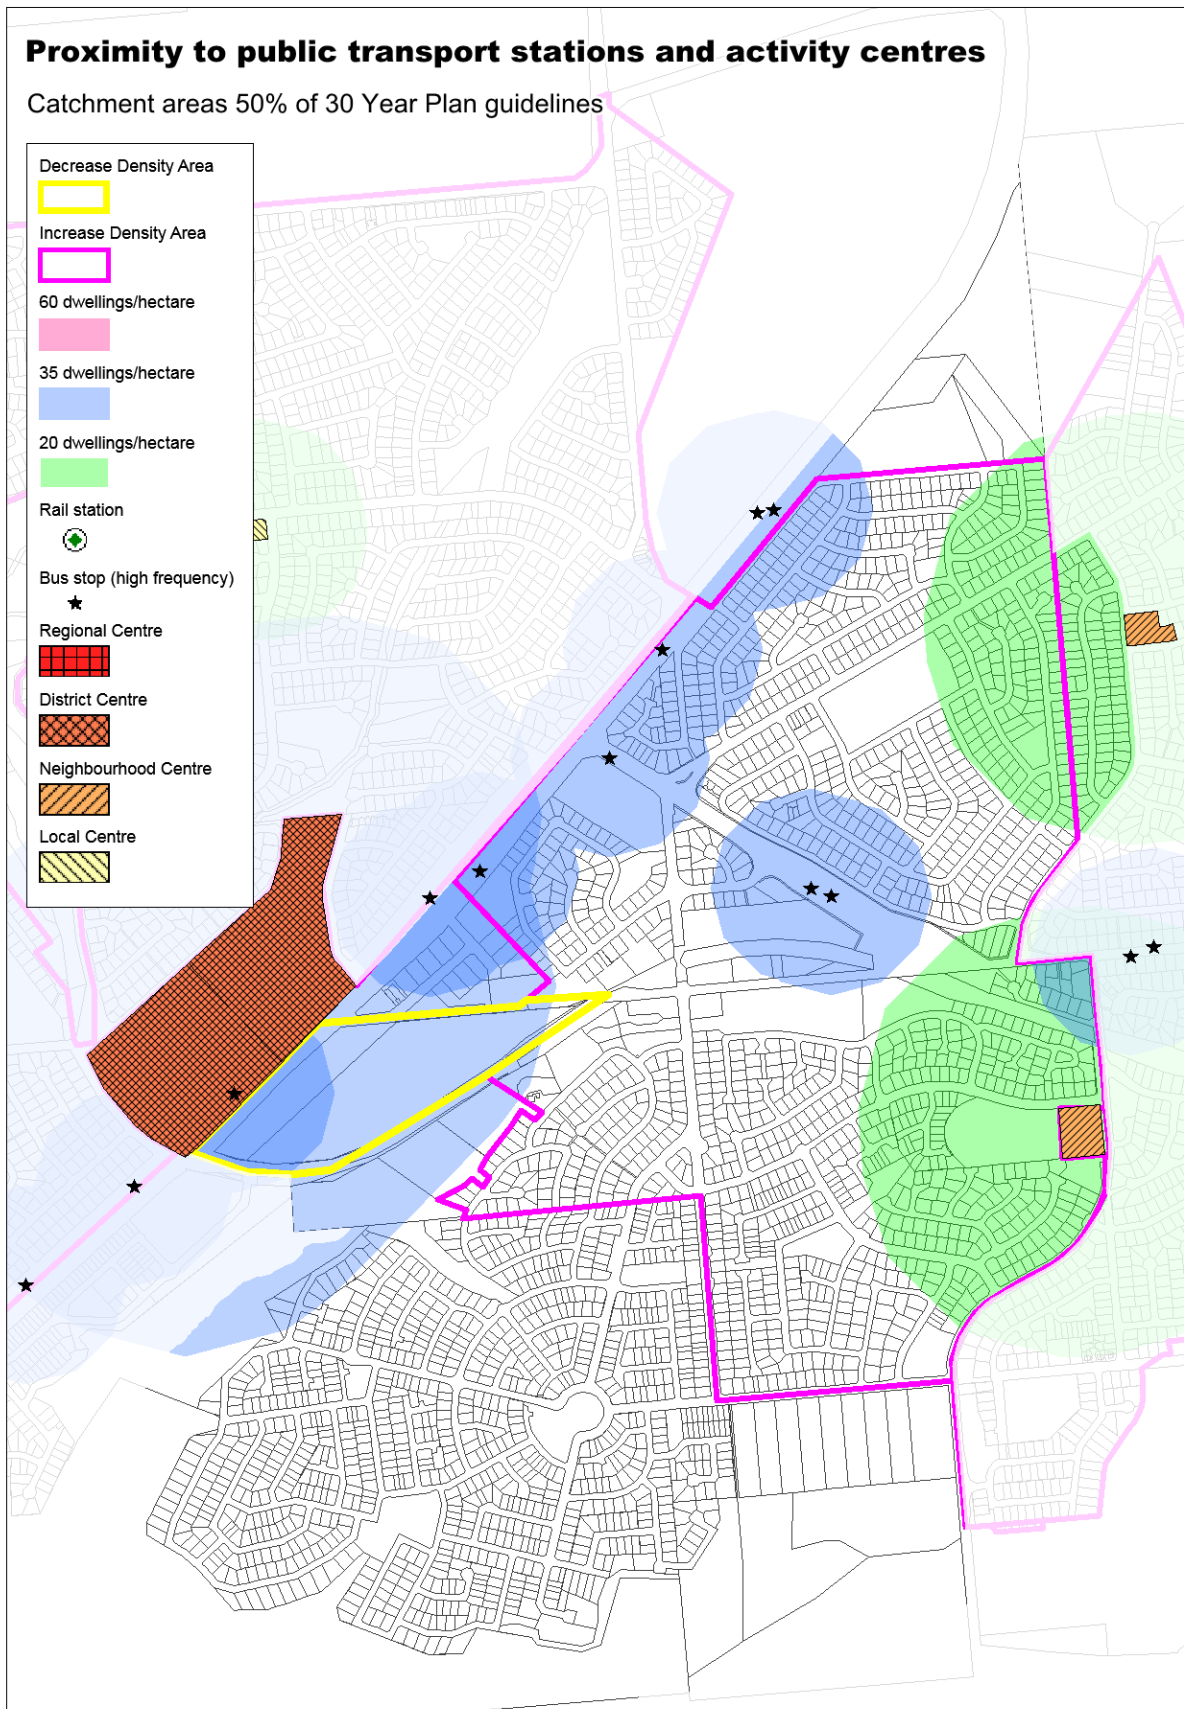 Proximity to public transport stations and activity centres
Catchment areas 50% of 30 Year Plan guidelines
Decrease Density Area
Increase Density Area
60 dwellings/hectare
35 dwellings/hectare
20 dwellings/hectare
Rail station
Bus stop (high frequency)
Regional Centre
District Centre
Neighbourhood Centre
Local Centre